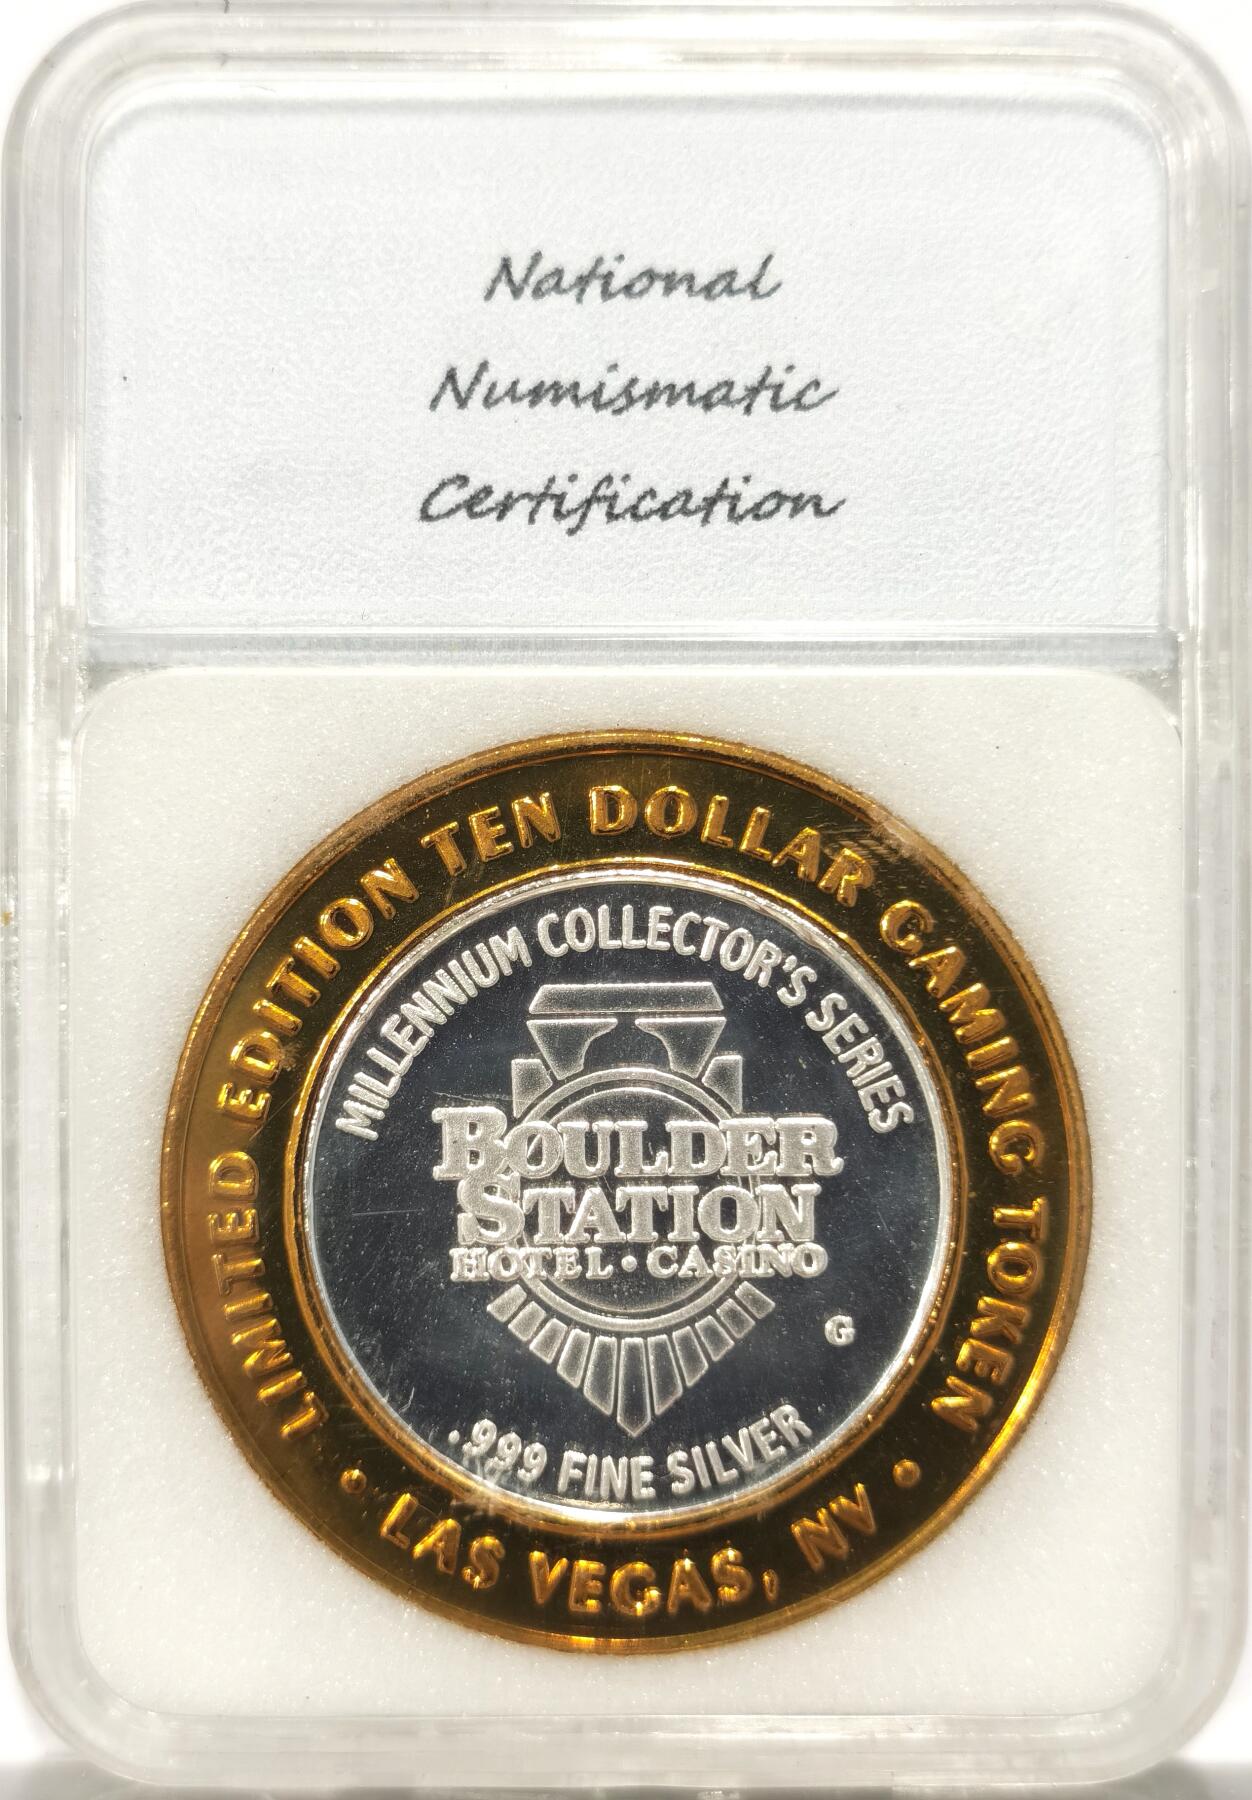 National
Numismatic
Certification
LIMITED EDITION TEN DOLLAR GAMING TOKEN
MILLENNIUM COLLECTOR'S SERIES
BOULDER
STATION
HOTEL • CASINO
G
.999 FINE SILVER
• LAS VEGAS, NV •